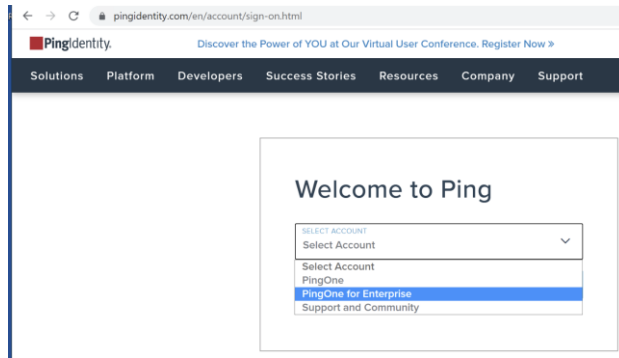 pingidentity.com/en/account/sign-on.html
PingIdentity.
Discover the Power of YOU at Our Virtual User Conference. Register Now »
Solutions Platform Developers Success Stories Resources Company Support
Welcome to Ping
SELECT ACCOUNT
Select Account
Select Account
PingOne
PingOne for Enterprise
Support and Community